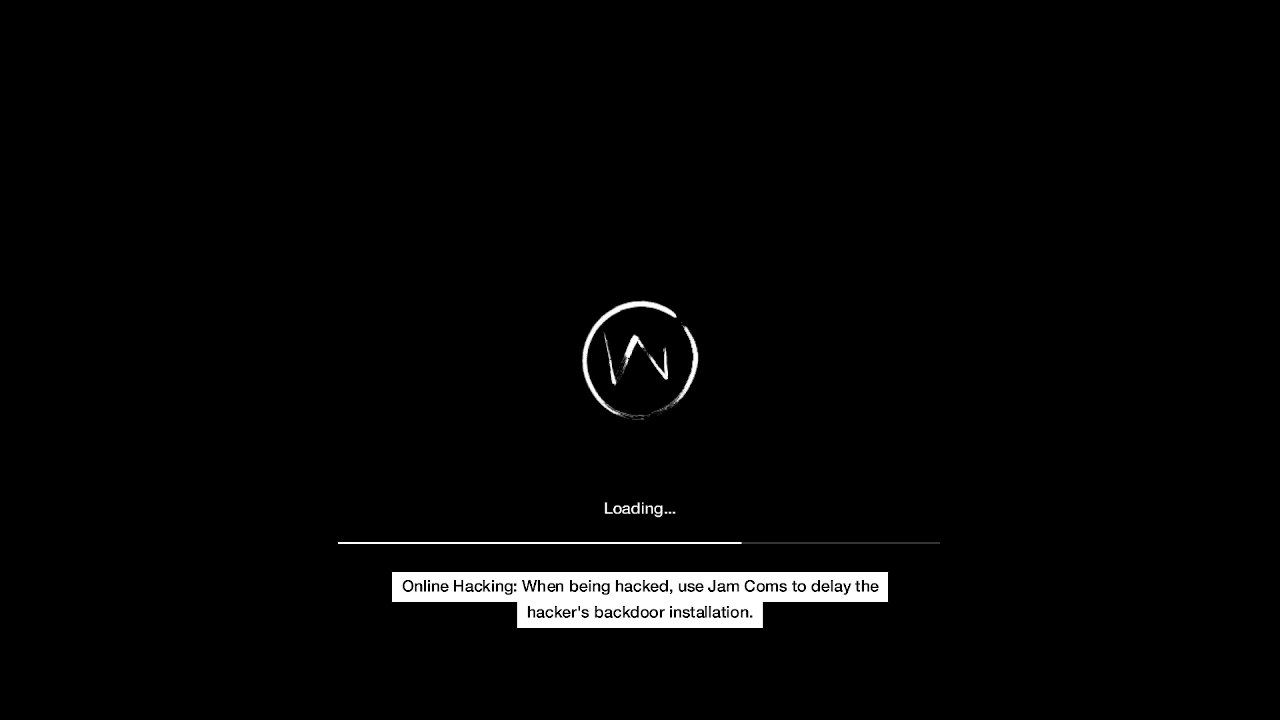 Loading...
Online Hacking: When being hacked, use Jam Coms to delay the
hacker's backdoor installation.